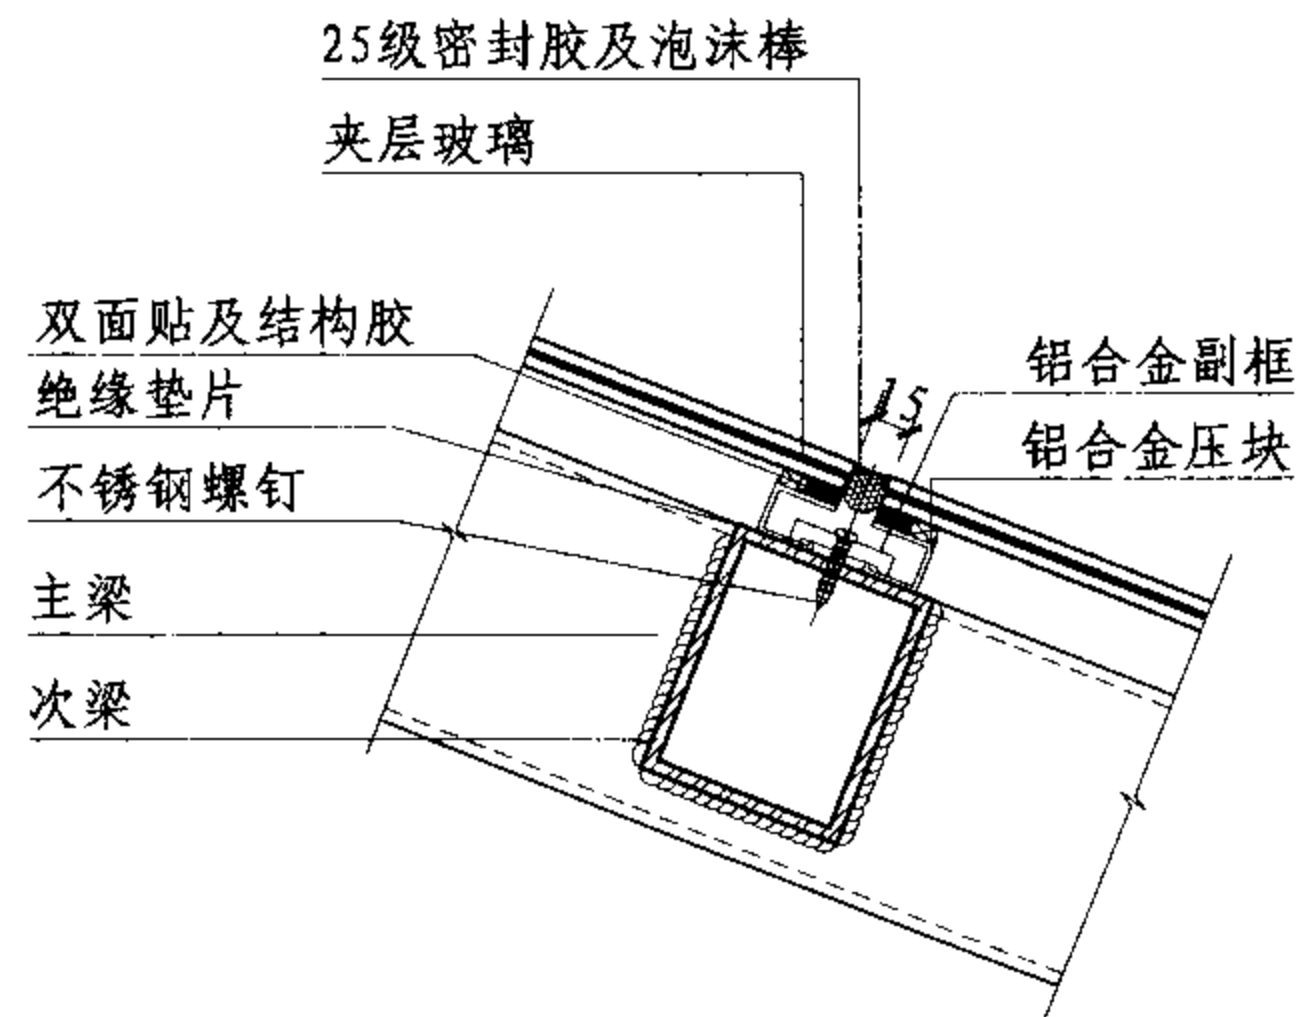 25级密封胶及泡沫棒
夹层玻璃
双面贴及结构胶
绝缘垫片
不锈钢螺钉
主梁
次梁
15
铝合金副框
铝合金压块